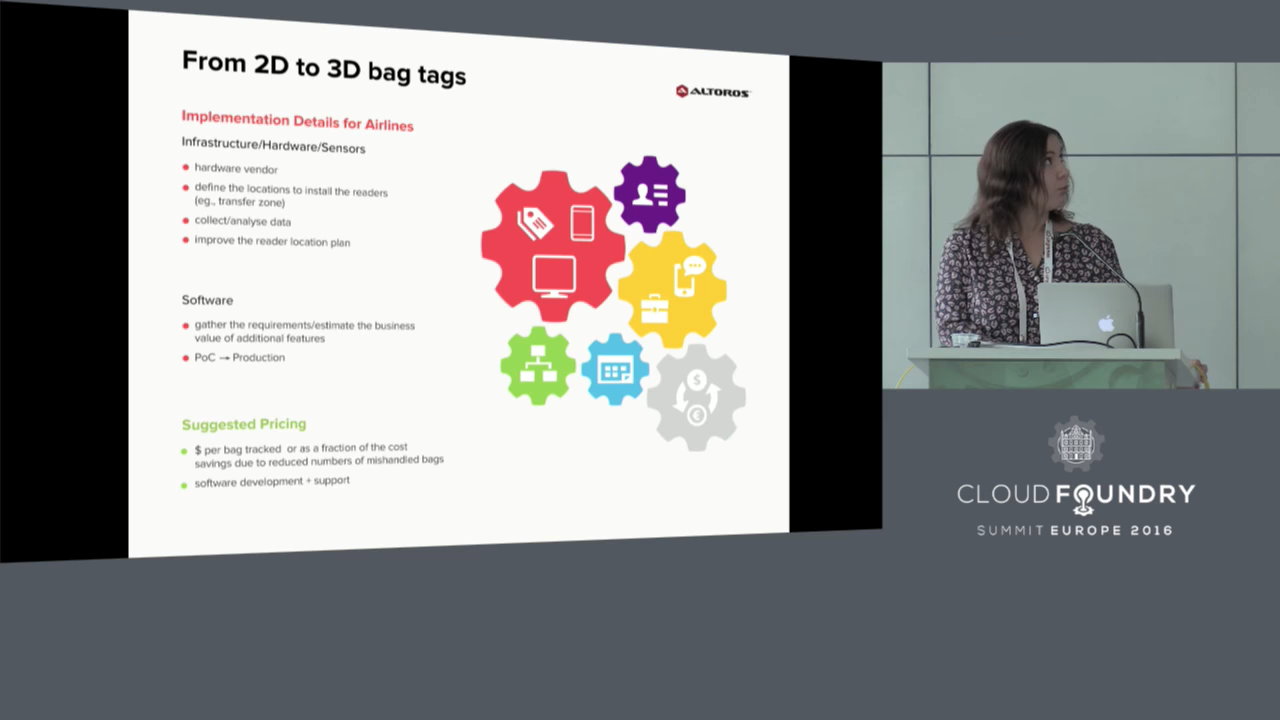 From 2D to 3D bag tags
ALTOROS
Implementation Details for Airlines
Infrastructure/Hardware/Sensors
hardware vendor
define the locations to install the readers
(eg., transfer zone)
collect/analyse data
improve the reader location plan
Software
gather the requirements/estimate the business
value of additional features
PoC → Production
Suggested Pricing
$ per bag tracked or as a fraction of the cost
savings due to reduced numbers of mishandled bags
software development + support
$
€
CLOUD FOUNDRY
SUMMIT EUROPE 2016